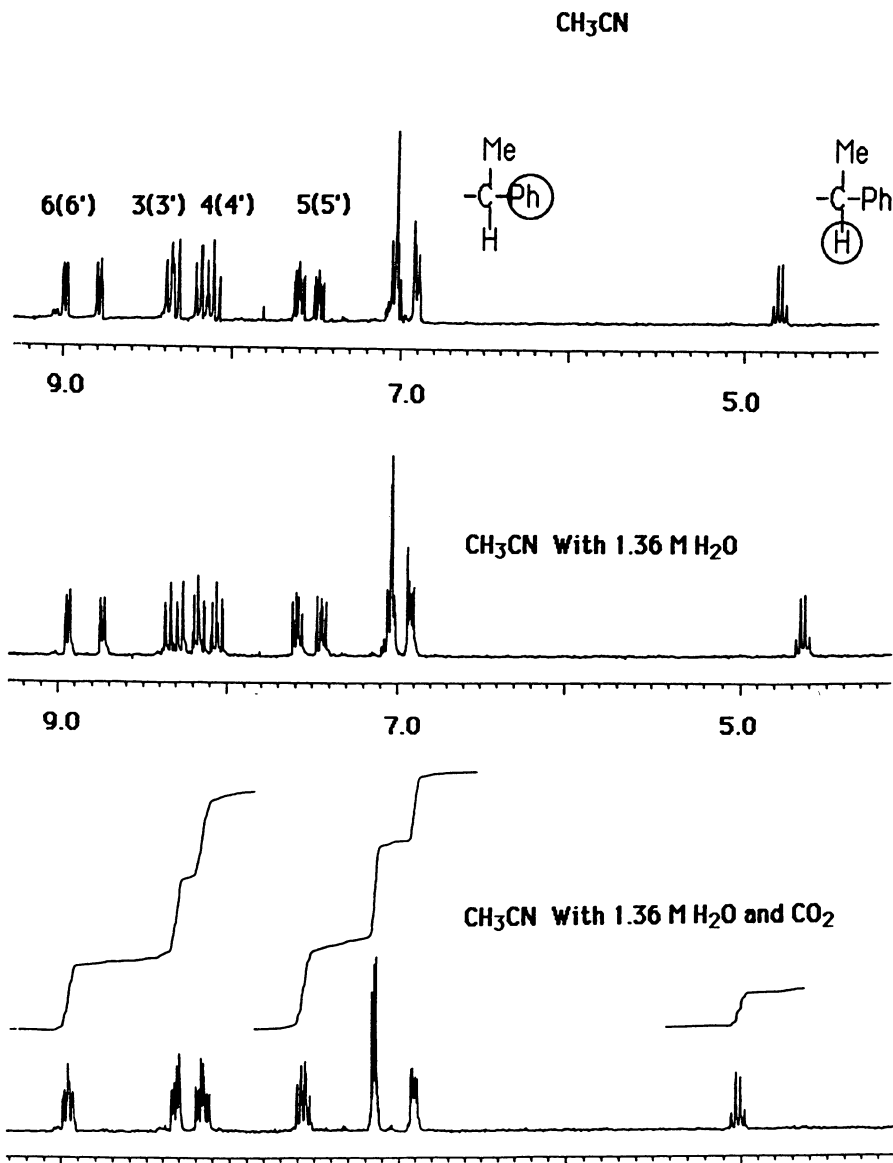 CH₃CN
Me
Me
6(6') 3(3') 4(4') 5(5')
-C-Ph
-C-Ph
H
H
9.0 7.0 5.0
CH₃CN With 1.36 M H₂O
9.0 7.0 5.0
CH₃CN With 1.36 M H₂O and CO₂